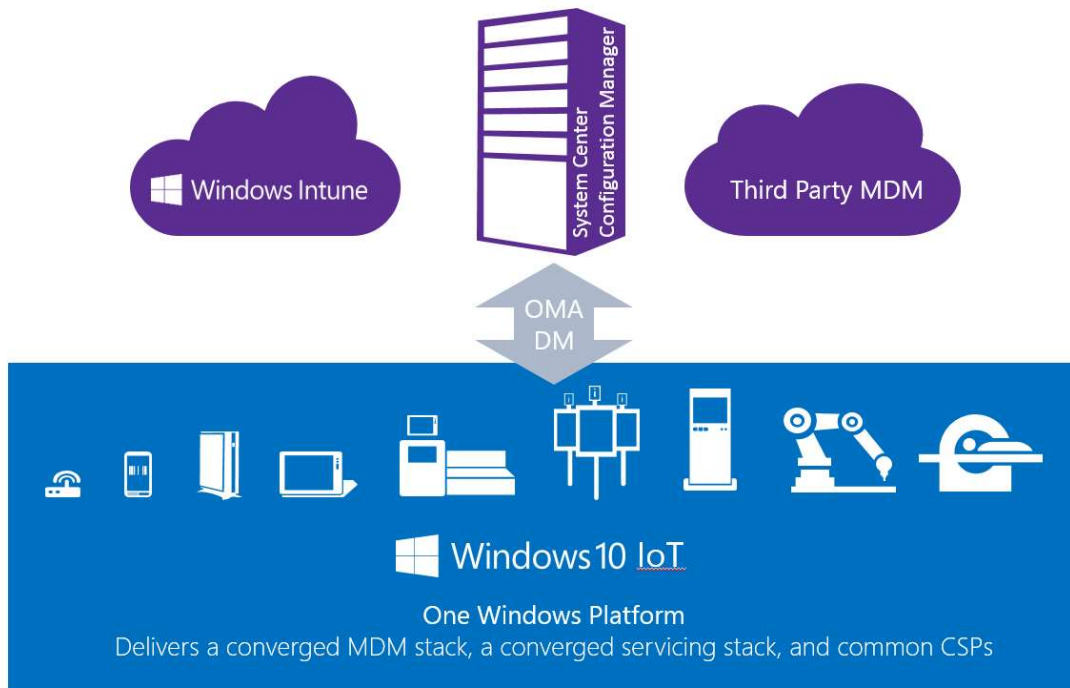 Windows Intune
System Center
Configuration Manager
Third Party MDM
OMA
DM
i
i
i
Windows 10 IoT
One Windows Platform
Delivers a converged MDM stack, a converged servicing stack, and common CSPs